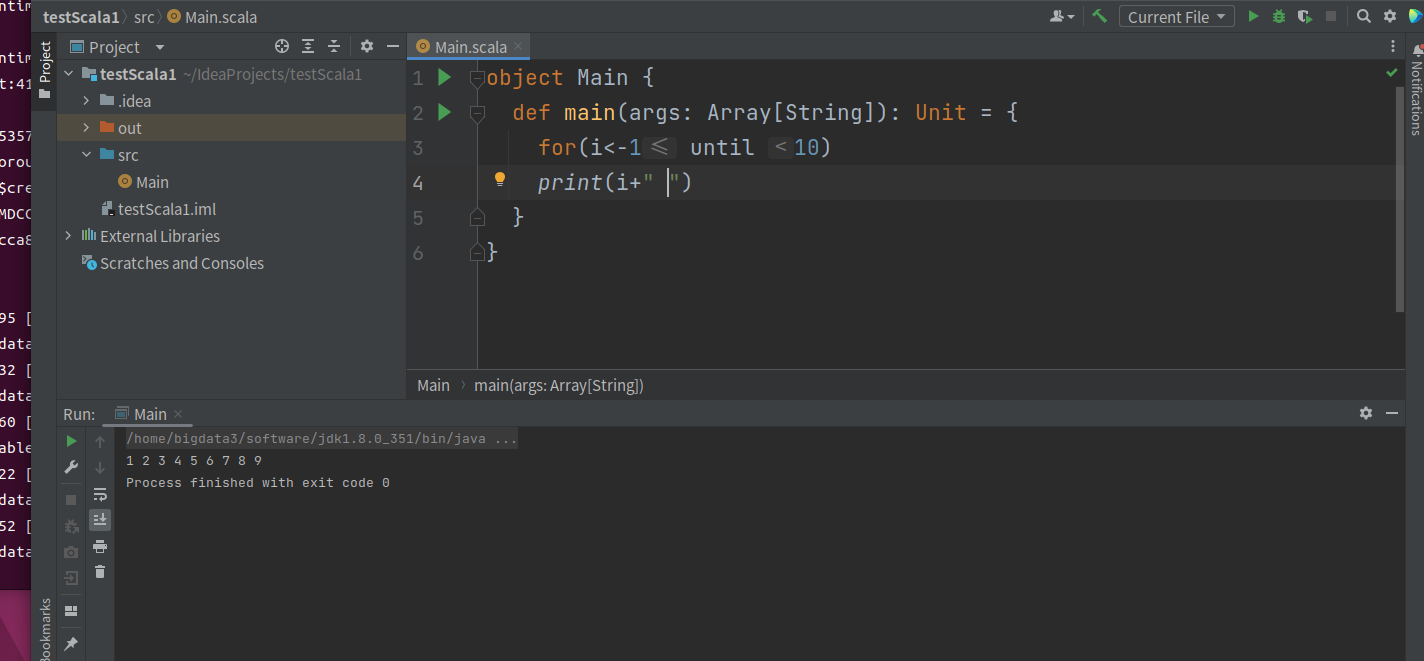 testScala1 src Main.scala
Current File
Project
Main.scala
testScala1 ~/IdeaProjects/testScala1
.idea
out
src
Main
testScala1.iml
External Libraries
Scratches and Consoles
Project
Bookmarks
Notifications
1 object Main {
2 def main(args: Array[String]): Unit = {
3 for(i<-1 ≤ until < 10)
4 print(i+" ")
5 }
6 }
Main main(args: Array[String])
Run: Main
/home/bigdata3/software/jdk1.8.0_351/bin/java ...
1 2 3 4 5 6 7 8 9
Process finished with exit code 0
ntim
ntim
t:41
5357
orou
$cre
MDCC
cca8
95 [
data
32 [
data
60 [
able
22 [
data
52 [
data